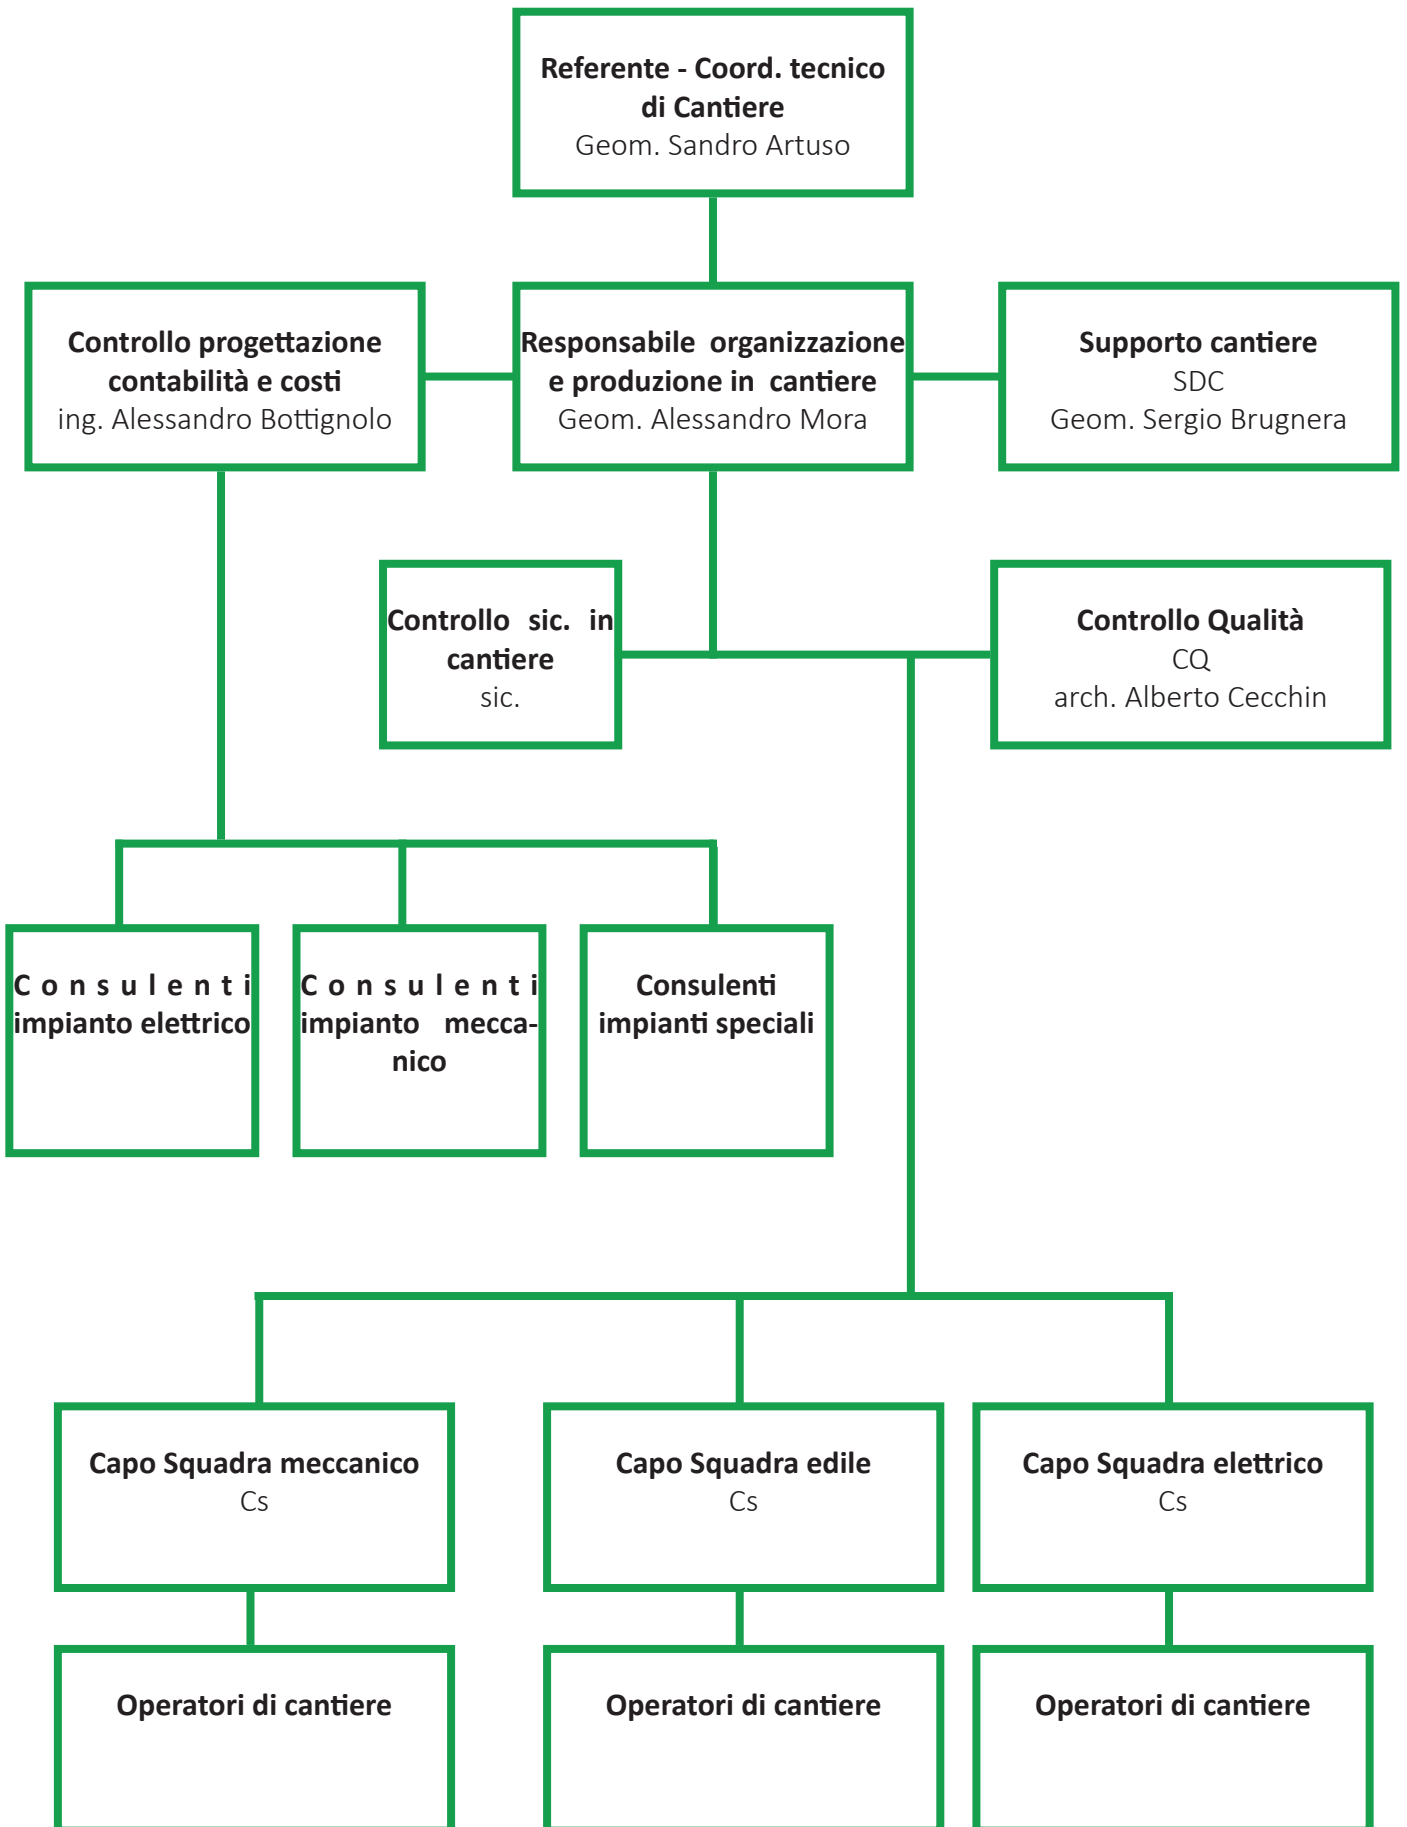 Referente - Coord. tecnico
di Cantiere
Geom. Sandro Artuso
Controllo progettazione
contabilità e costi
ing. Alessandro Bottignolo
Responsabile organizzazione
e produzione in cantiere
Geom. Alessandro Mora
Supporto cantiere
SDC
Geom. Sergio Brugnera
Controllo sic. in
cantiere
sic.
Controllo Qualità
CQ
arch. Alberto Cecchin
Consulenti
impianto elettrico
Consulenti
impianto mecca-
nico
Consulenti
impianti speciali
Capo Squadra meccanico
Cs
Capo Squadra edile
Cs
Capo Squadra elettrico
Cs
Operatori di cantiere
Operatori di cantiere
Operatori di cantiere